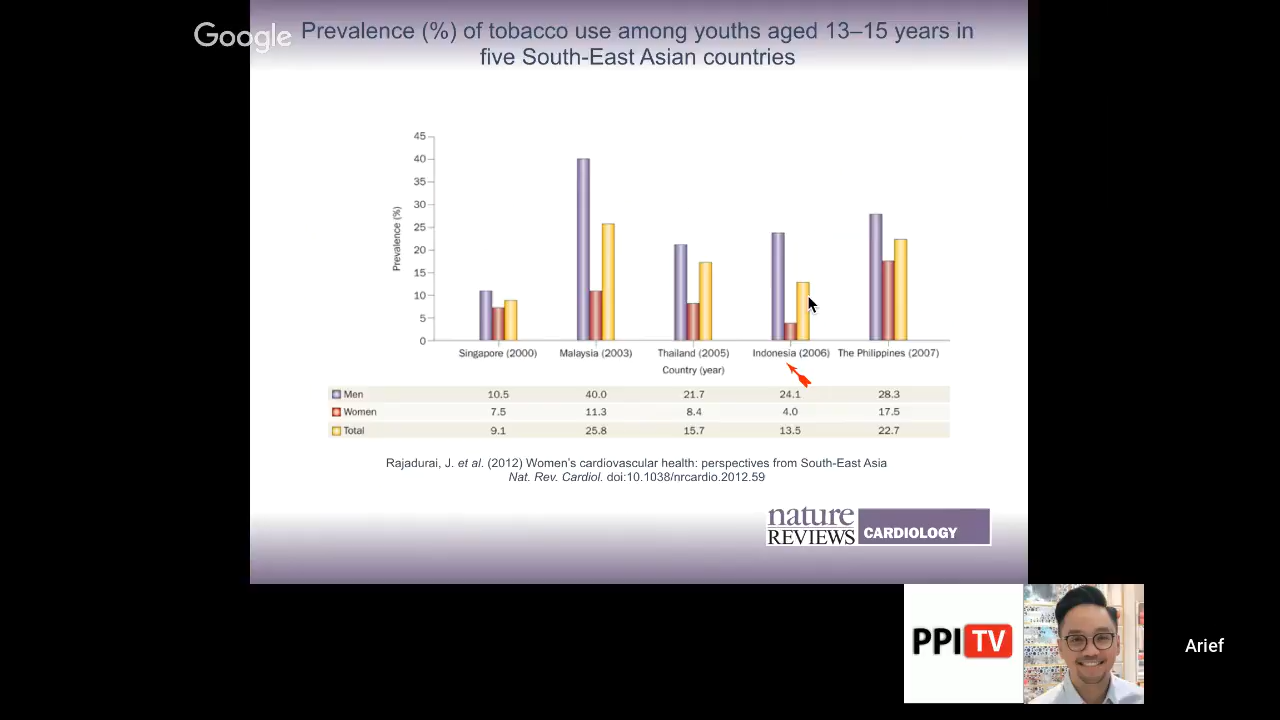 Google
Prevalence (%) of tobacco use among youths aged 13–15 years in
five South-East Asian countries
45
40
35
30
25
20
15
10
5
0
Prevalence (%)
Singapore (2000) Malaysia (2003) Thailand (2005) Indonesia (2006) The Philippines (2007)
Country (year)
Men 10.5 40.0 21.7 24.1 28.3
Women 7.5 11.3 8.4 4.0 17.5
Total 9.1 25.8 15.7 13.5 22.7
Rajadurai, J. et al. (2012) Women's cardiovascular health: perspectives from South-East Asia
Nat. Rev. Cardiol. doi:10.1038/nrcardio.2012.59
nature
REVIEWS CARDIOLOGY
PPI TV
Arief